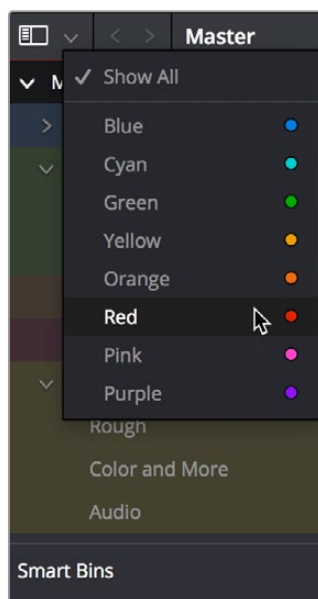 Master
M
Show All
Blue
Cyan
Green
Yellow
Orange
Red
Pink
Purple
Rough
Color and More
Audio
Smart Bins